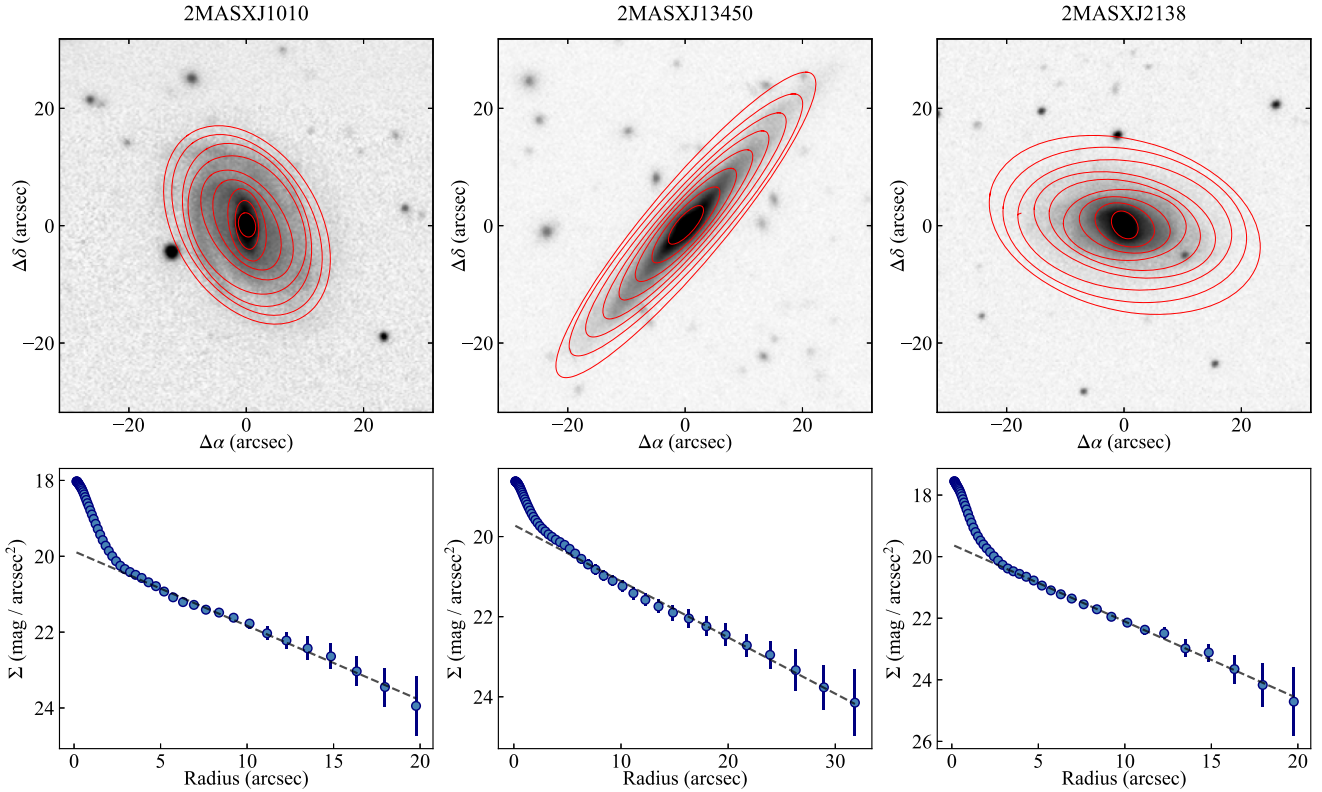 2MASXJ1010 2MASXJ13450 2MASXJ2138
20
0
−20
Δδ (arcsec)
−20 0 20
Δα (arcsec)
20
0
−20
Δδ (arcsec)
−20 0 20
Δα (arcsec)
20
0
−20
Δδ (arcsec)
−20 0 20
Δα (arcsec)
18
20
22
24
Σ (mag / arcsec²)
0 5 10 15 20
Radius (arcsec)
20
22
24
Σ (mag / arcsec²)
0 10 20 30
Radius (arcsec)
18
20
22
24
26
Σ (mag / arcsec²)
0 5 10 15 20
Radius (arcsec)